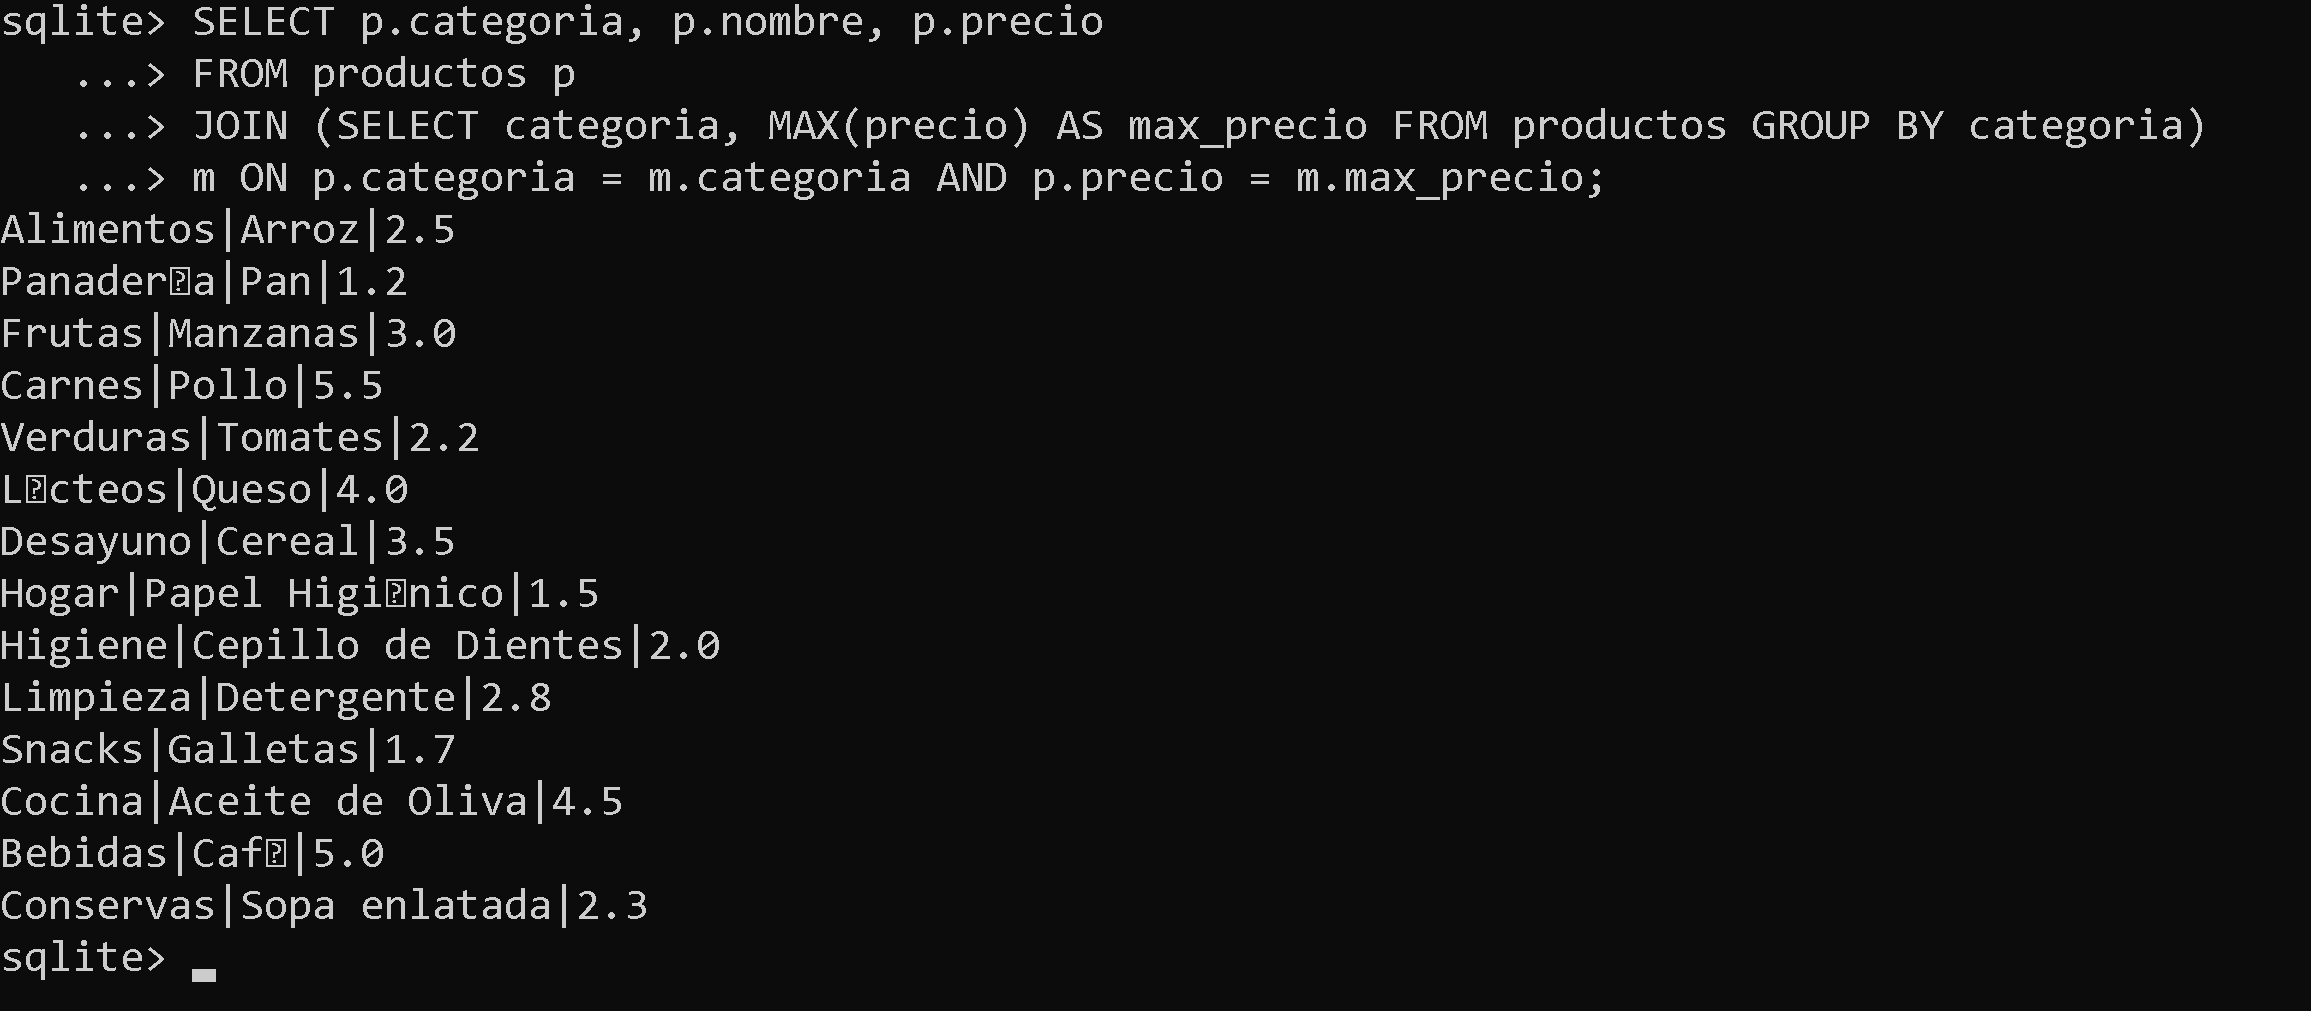 sqlite> SELECT p.categoria, p.nombre, p.precio
   ...> FROM productos p
   ...> JOIN (SELECT categoria, MAX(precio) AS max_precio FROM productos GROUP BY categoria)
   ...> m ON p.categoria = m.categoria AND p.precio = m.max_precio;
Alimentos|Arroz|2.5
Panader�a|Pan|1.2
Frutas|Manzanas|3.0
Carnes|Pollo|5.5
Verduras|Tomates|2.2
L�cteos|Queso|4.0
Desayuno|Cereal|3.5
Hogar|Papel Higi�nico|1.5
Higiene|Cepillo de Dientes|2.0
Limpieza|Detergente|2.8
Snacks|Galletas|1.7
Cocina|Aceite de Oliva|4.5
Bebidas|Caf�|5.0
Conservas|Sopa enlatada|2.3
sqlite>